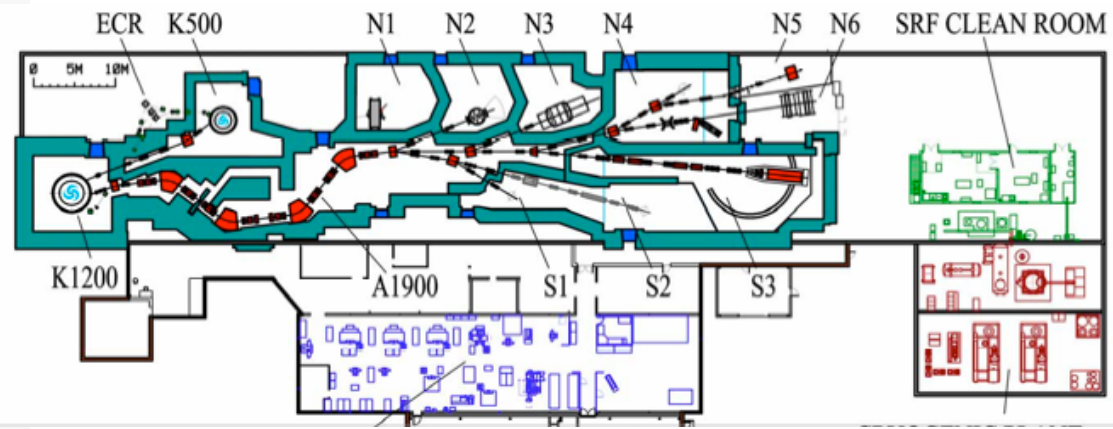 ECR K500 N1 N2 N3 N4 N5 N6 SRF CLEAN ROOM
0 5M 10M
K1200 A1900 S1 S2 S3